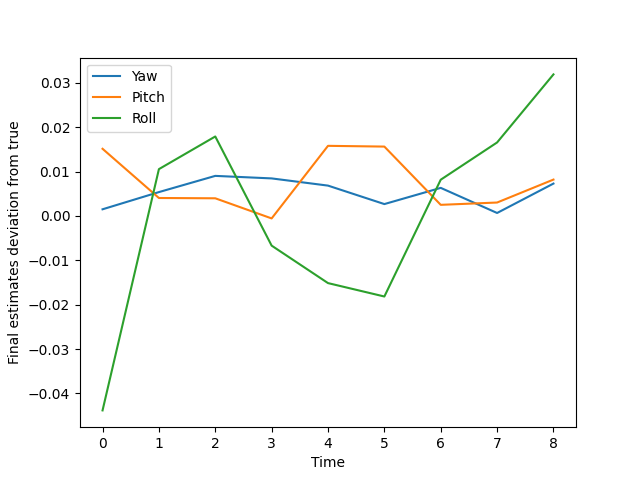 Yaw
Pitch
Roll
Final estimates deviation from true
0.03
0.02
0.01
0.00
−0.01
−0.02
−0.03
−0.04
0 1 2 3 4 5 6 7 8
Time